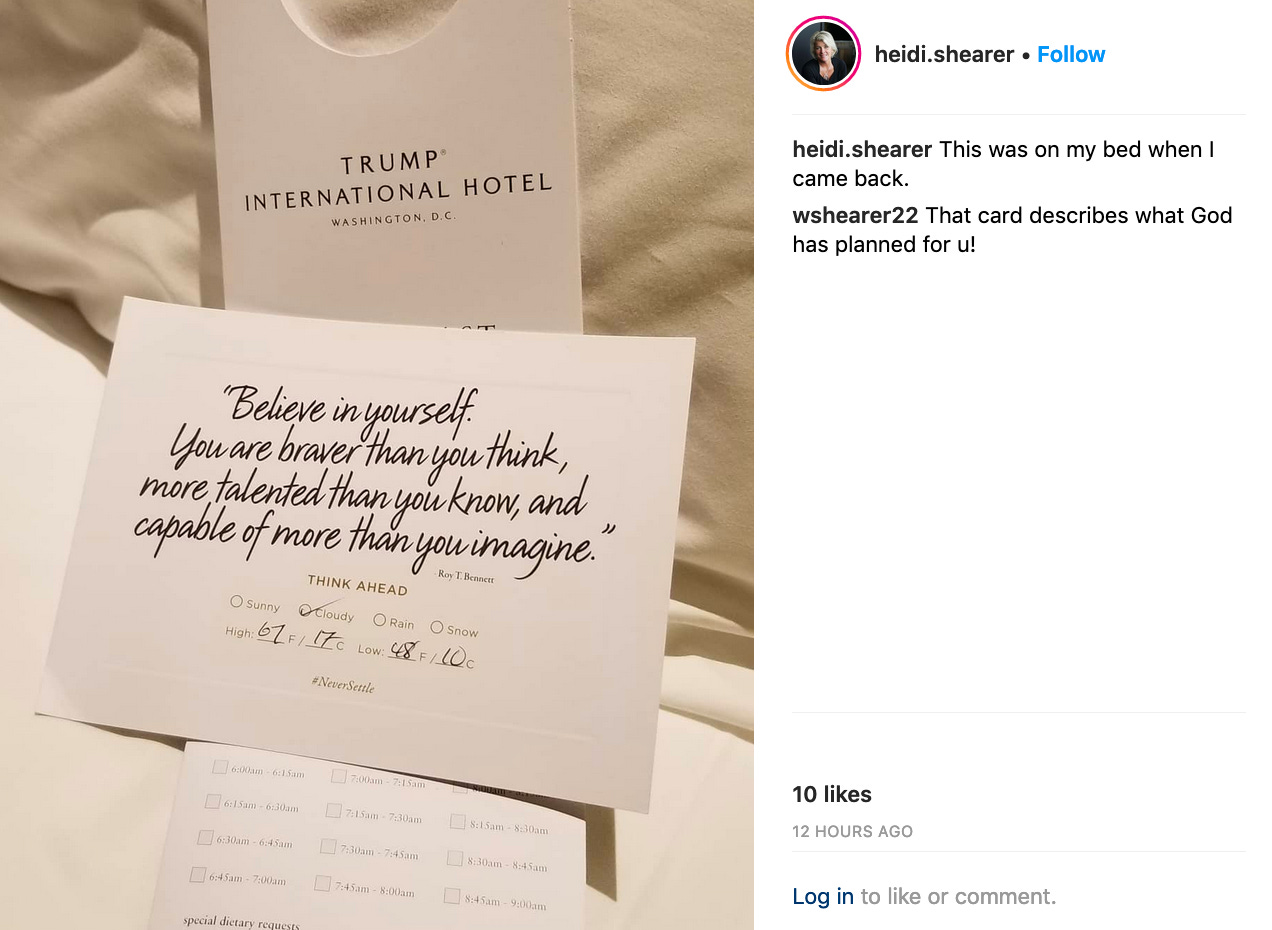 TRUMP®
INTERNATIONAL HOTEL
WASHINGTON, D.C.
"Believe in yourself.
You are braver than you think,
more talented than you know, and
capable of more than you imagine."
- Roy T. Bennett
THINK AHEAD
Sunny Cloudy Rain Snow
High: 62 F / 17 C Low: 48 F / 10 C
#NeverSettle
6:00am - 6:15am 7:00am - 7:15am
6:15am - 6:30am 7:15am - 7:30am 8:15am - 8:30am
6:30am - 6:45am 7:30am - 7:45am 8:30am - 8:45am
6:45am - 7:00am 7:45am - 8:00am 8:45am - 9:00am
special dietary requests
heidi.shearer • Follow
heidi.shearer This was on my bed when I
came back.
wshearer22 That card describes what God
has planned for u!
10 likes
12 HOURS AGO
Log in to like or comment.